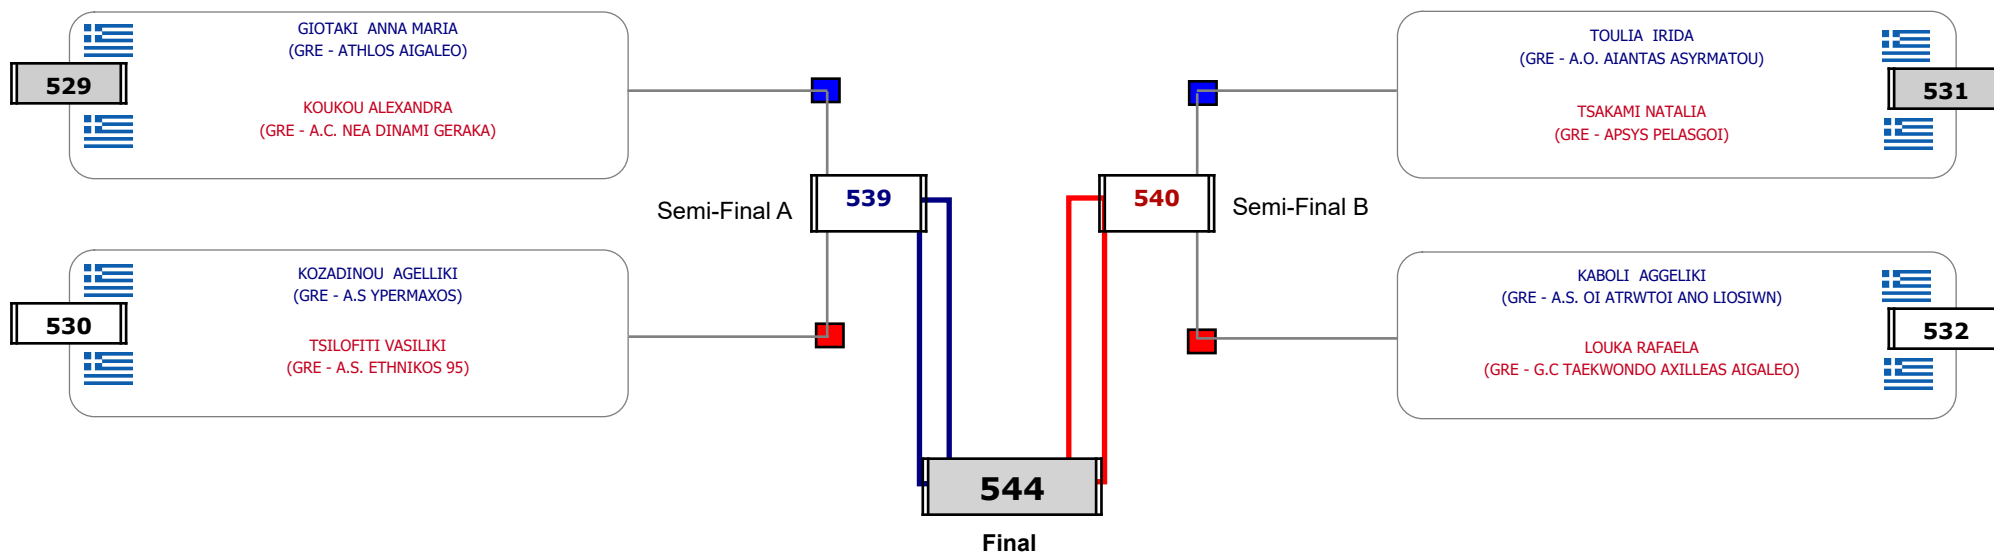 GIOTAKI ANNA MARIA
(GRE - ATHLOS AIGALEO)
529
KOUKOU ALEXANDRA
(GRE - A.C. NEA DINAMI GERAKA)
TOULIA IRIDA
(GRE - A.O. AIANTAS ASYRMATOU)
531
TSAKAMI NATALIA
(GRE - APSYS PELASGOI)
Semi-Final A
539
540
Semi-Final B
KOZADINOU AGELLIKI
(GRE - A.S YPERMAXOS)
530
TSILOFITI VASILIKI
(GRE - A.S. ETHNIKOS 95)
KABOLI AGGELIKI
(GRE - A.S. OI ATRWTOI ANO LIOSIWN)
532
LOUKA RAFAELA
(GRE - G.C TAEKWONDO AXILLEAS AIGALEO)
544
Final